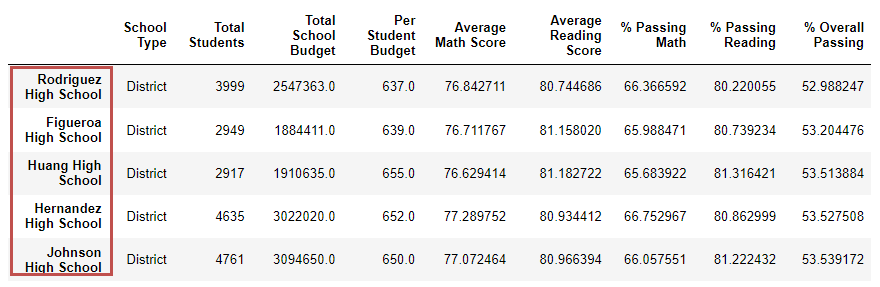 School Type Total Students Total School Budget Per Student Budget Average Math Score Average Reading Score % Passing Math % Passing Reading % Overall Passing
Rodriguez High School District 3999 2547363.0 637.0 76.842711 80.744686 66.366592 80.220055 52.988247
Figueroa High School District 2949 1884411.0 639.0 76.711767 81.158020 65.988471 80.739234 53.204476
Huang High School District 2917 1910635.0 655.0 76.629414 81.182722 65.683922 81.316421 53.513884
Hernandez High School District 4635 3022020.0 652.0 77.289752 80.934412 66.752967 80.862999 53.527508
Johnson High School District 4761 3094650.0 650.0 77.072464 80.966394 66.057551 81.222432 53.539172